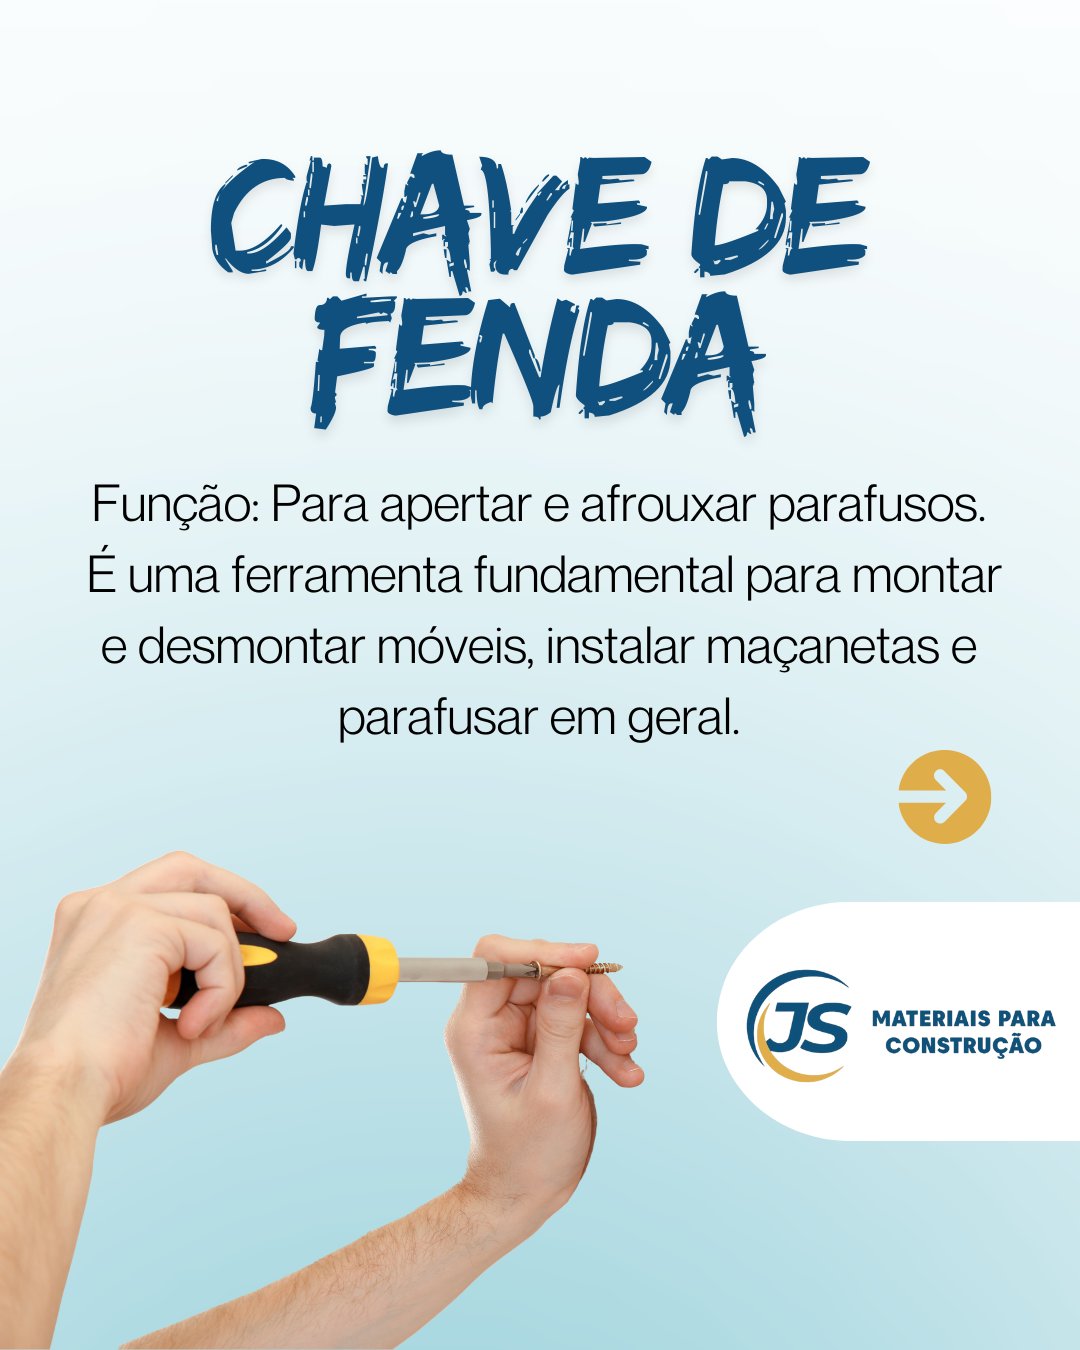 CHAVE DE
FENDA
Função: Para apertar e afrouxar parafusos.
É uma ferramenta fundamental para montar
e desmontar móveis, instalar maçanetas e
parafusar em geral.
JS
MATERIAIS PARA
CONSTRUÇÃO